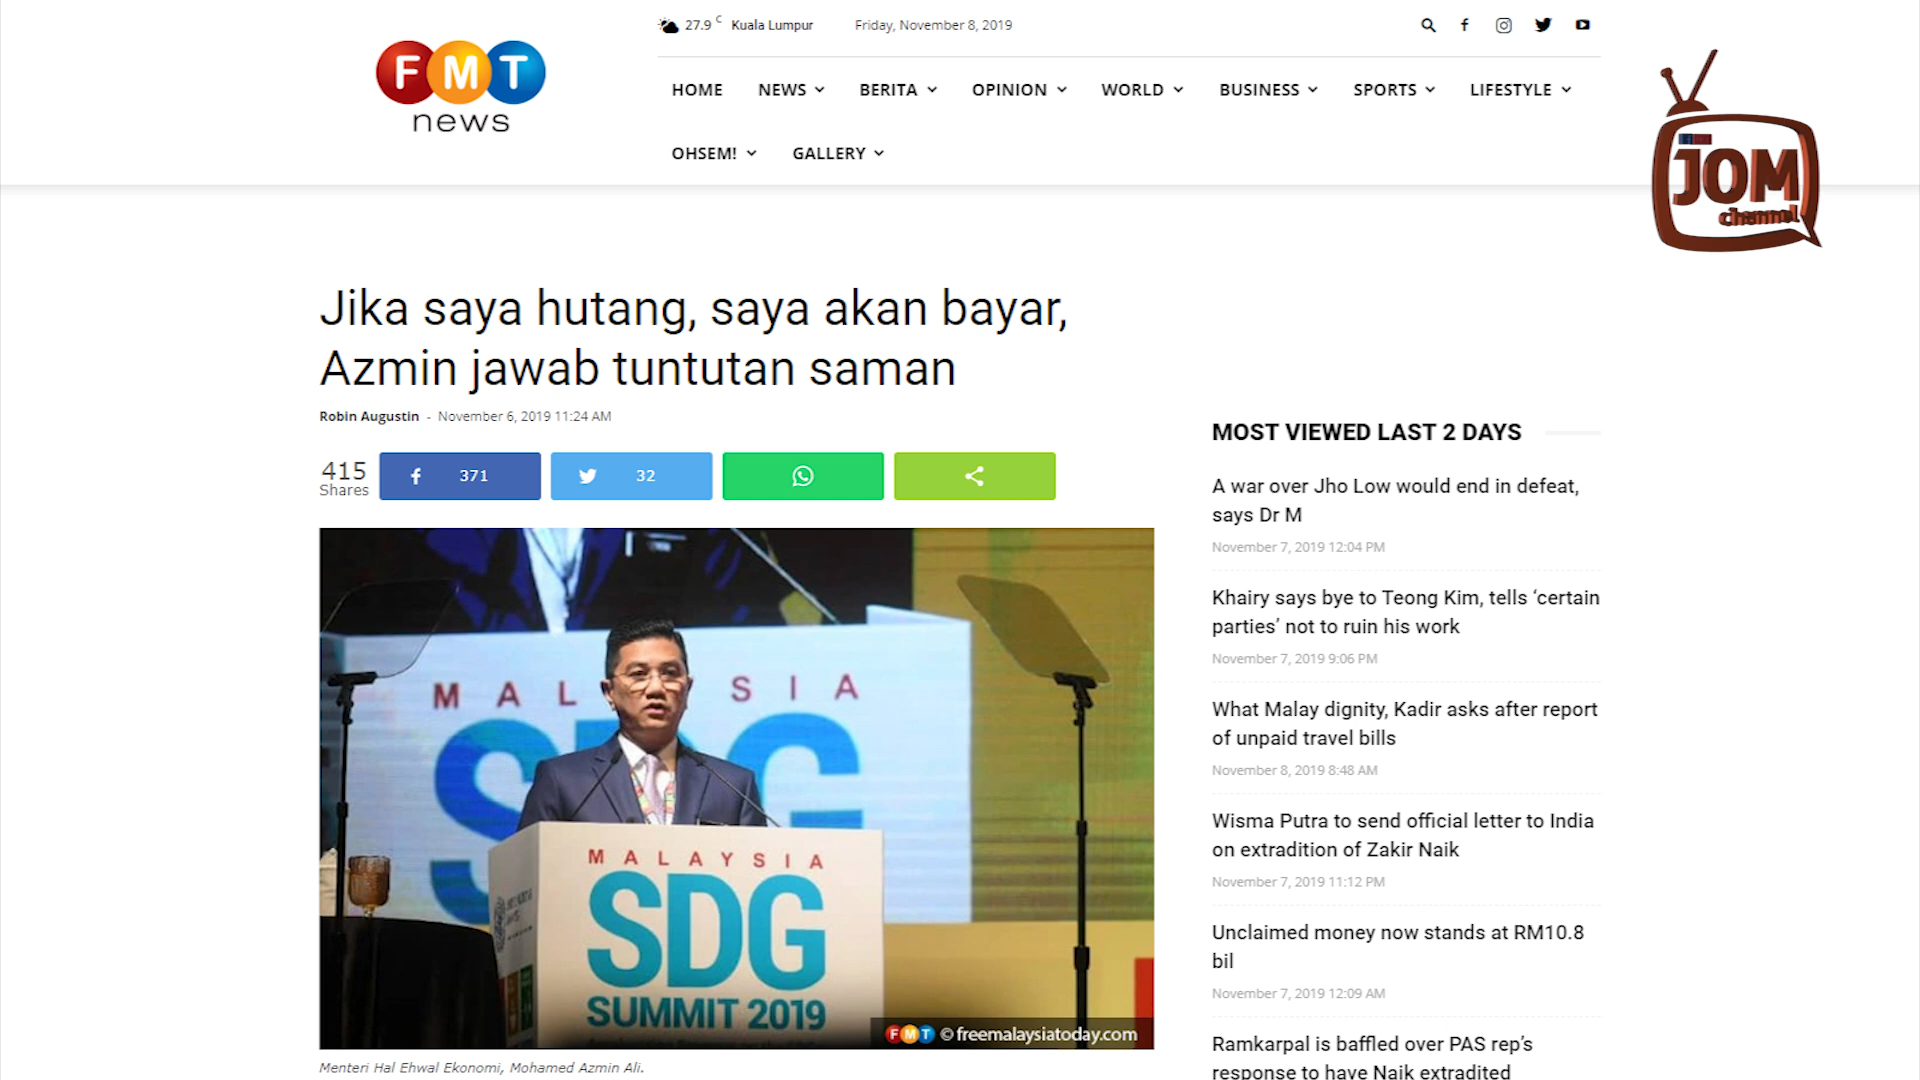 27.9 C Kuala Lumpur Friday, November 8, 2019
FMT
news
HOME NEWS BERITA OPINION WORLD BUSINESS SPORTS LIFESTYLE
OHSEM! GALLERY
JOM
channel
Jika saya hutang, saya akan bayar,
Azmin jawab tuntutan saman
Robin Augustin - November 6, 2019 11:24 AM
415
Shares
371
32
MALAYSIA
SDG
MALAYSIA
SDG
SUMMIT 2019
FMT © freemalaysiatoday.com
Menteri Hal Ehwal Ekonomi, Mohamed Azmin Ali.
MOST VIEWED LAST 2 DAYS
A war over Jho Low would end in defeat,
says Dr M
November 7, 2019 12:04 PM
Khairy says bye to Teong Kim, tells ‘certain
parties’ not to ruin his work
November 7, 2019 9:06 PM
What Malay dignity, Kadir asks after report
of unpaid travel bills
November 8, 2019 8:48 AM
Wisma Putra to send official letter to India
on extradition of Zakir Naik
November 7, 2019 11:12 PM
Unclaimed money now stands at RM10.8
bil
November 7, 2019 12:09 AM
Ramkarpal is baffled over PAS rep’s
response to have Naik extradited